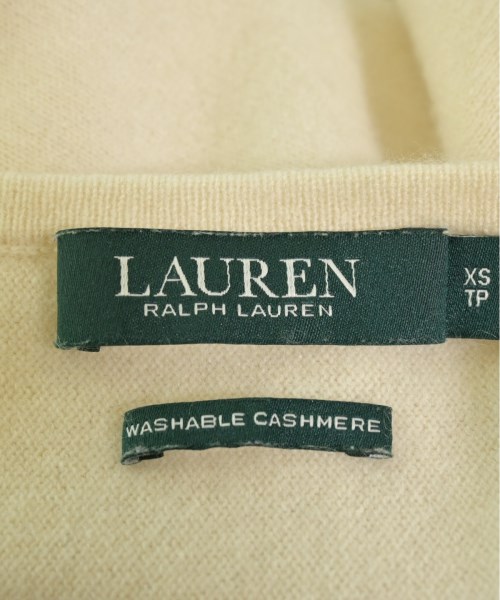 LAUREN
RALPH LAUREN
XS
TP
WASHABLE CASHMERE